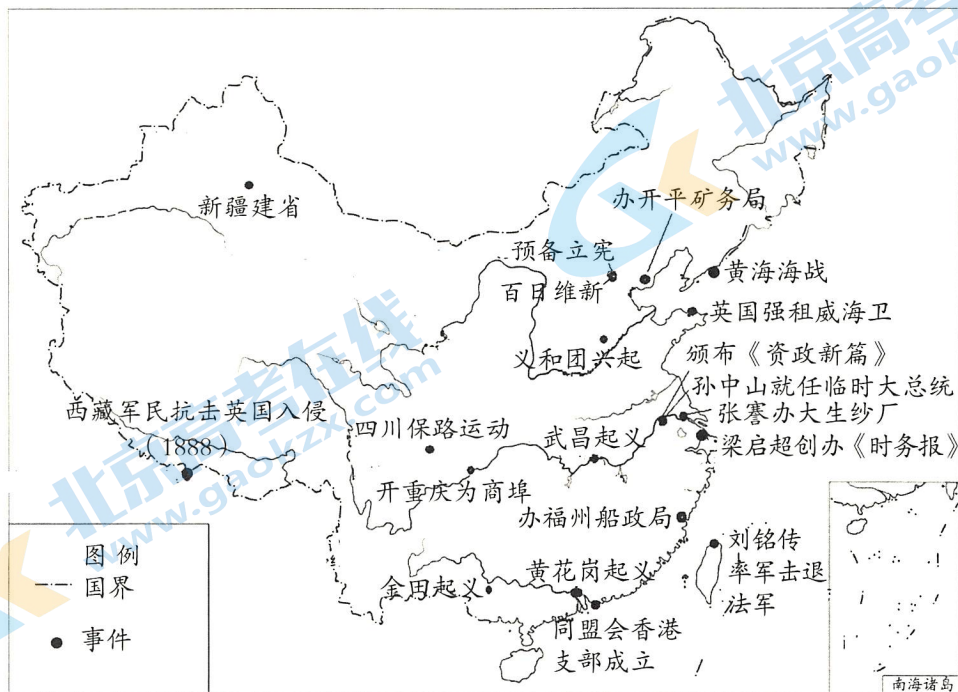 北京高考
www.gaok
新疆建省
办开平矿务局
预备立宪
百日维新
黄海海战
英国强租威海卫
义和团兴起
颁布《资政新篇》
孙中山就任临时大总统
张謇办大生纱厂
梁启超创办《时务报》
西藏军民抗击英国入侵
（1888）
四川保路运动
武昌起义
开重庆为商埠
办福州船政局
刘铭传
率军击退
法军
金田起义
黄花岗起义
同盟会香港
支部成立
北京高考在线
www.gaokzx.com
图例
国界
事件
南海诸岛